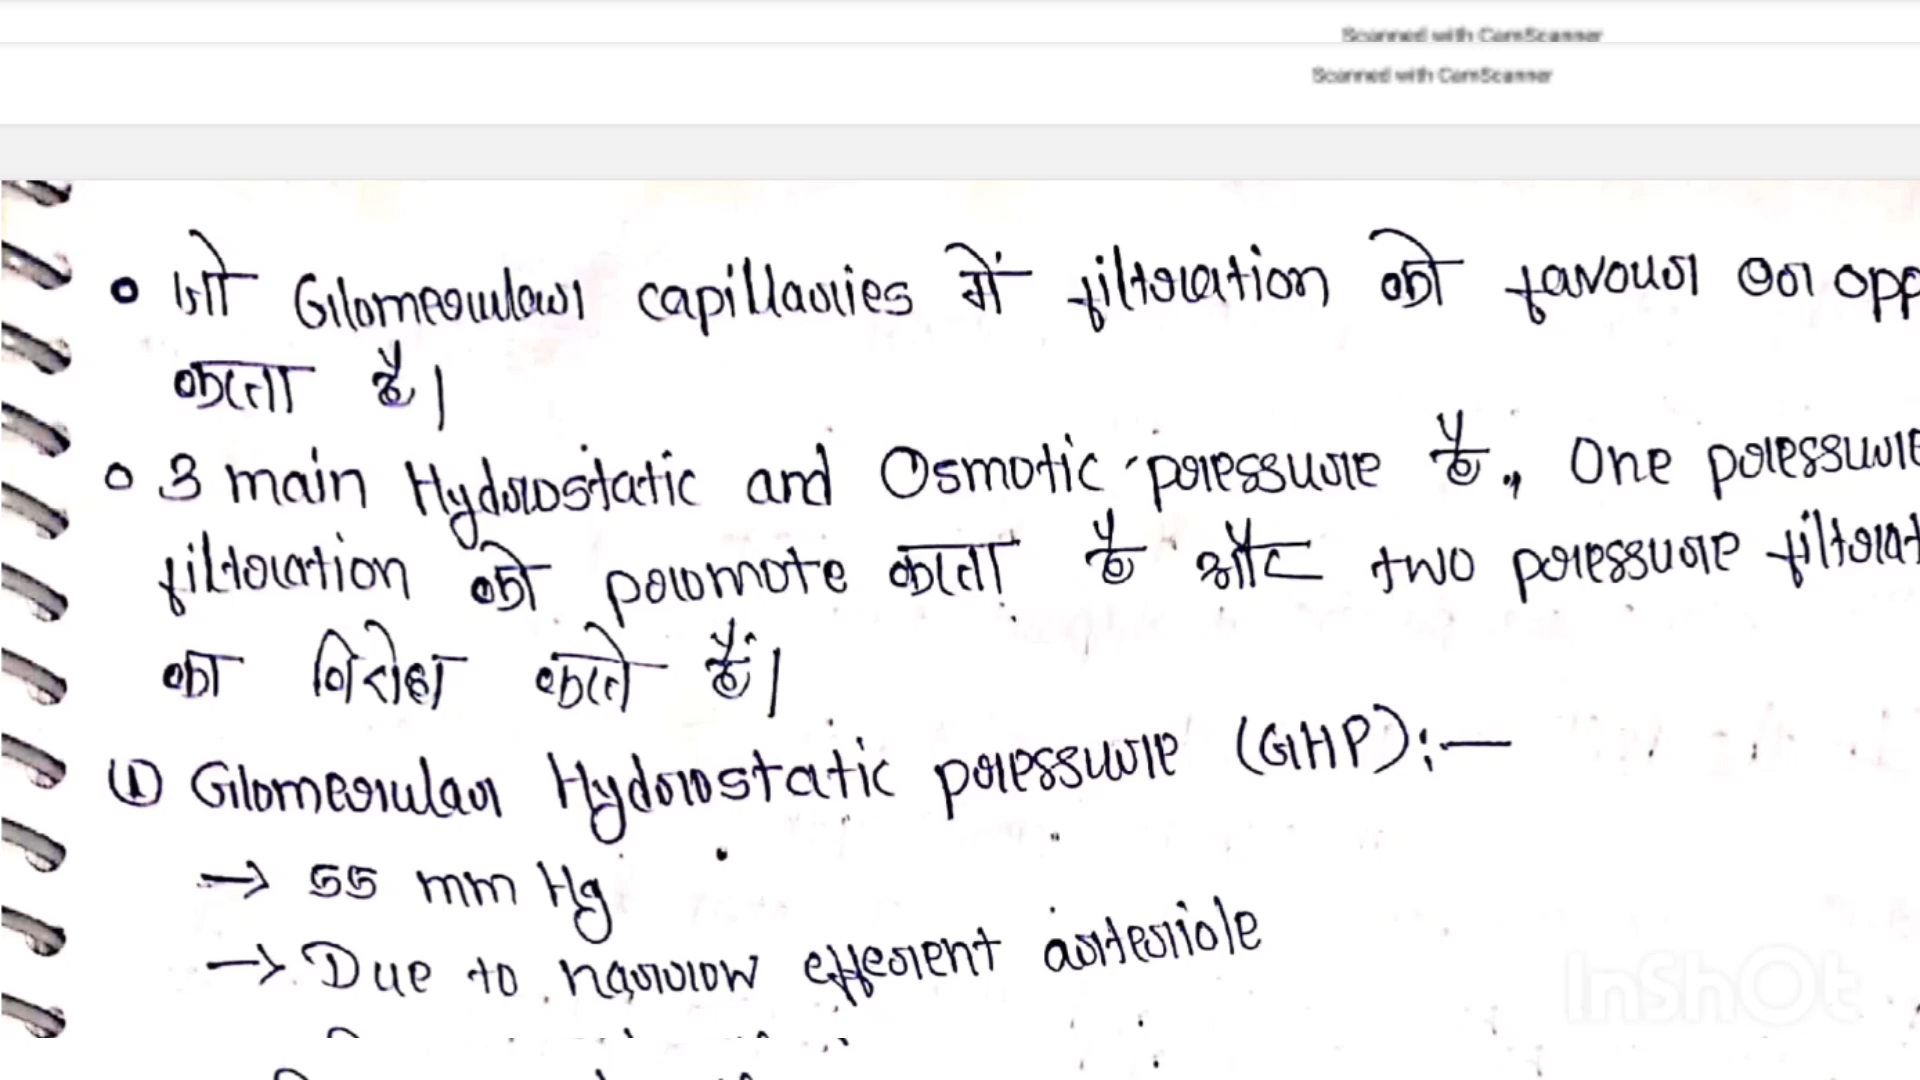 Scanned with CamScanner
Scanned with CamScanner
जो Glomerular capillaries में filtration को favour or opp
करता है।
3 main Hydrostatic and Osmotic pressure है, One pressure
filtration को promote करता है और two pressure filtrat
का विरोध करते हैं।
① Glomerular Hydrostatic pressure (GHP):—
→ 55 mm Hg
→ Due to narrow efferent arteriole
InShOt